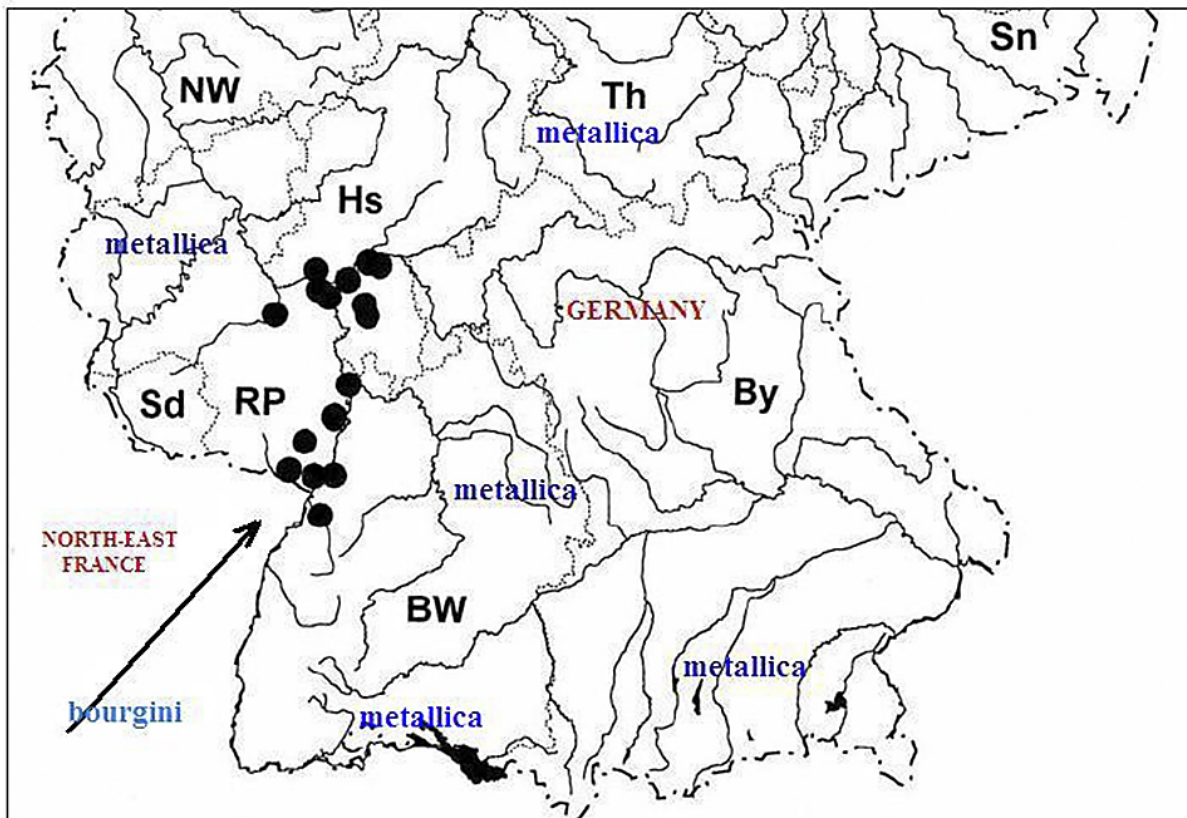 Sn
NW
Th
metallica
Hs
metallica
GERMANY
By
Sd
RP
metallica
NORTH-EAST
FRANCE
BW
metallica
bourgini
metallica